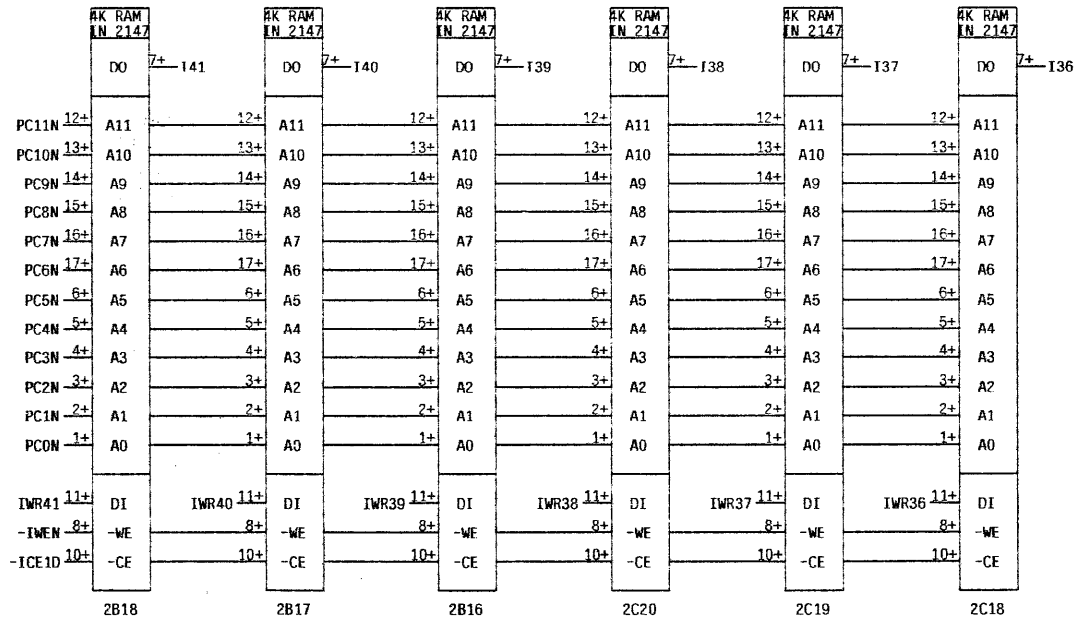 4K RAM 4K RAM 4K RAM 4K RAM 4K RAM 4K RAM
IN 2147 IN 2147 IN 2147 IN 2147 IN 2147 IN 2147
DO 7+ I41 DO 7+ I40 DO 7+ I39 DO 7+ I38 DO 7+ I37 DO 7+ I36
PC11N 12+ A11 12+ A11 12+ A11 12+ A11 12+ A11 12+ A11
PC10N 13+ A10 13+ A10 13+ A10 13+ A10 13+ A10 13+ A10
PC9N 14+ A9 14+ A9 14+ A9 14+ A9 14+ A9 14+ A9
PC8N 15+ A8 15+ A8 15+ A8 15+ A8 15+ A8 15+ A8
PC7N 16+ A7 16+ A7 16+ A7 16+ A7 16+ A7 16+ A7
PC6N 17+ A6 17+ A6 17+ A6 17+ A6 17+ A6 17+ A6
PC5N 6+ A5 6+ A5 6+ A5 6+ A5 6+ A5 6+ A5
PC4N 5+ A4 5+ A4 5+ A4 5+ A4 5+ A4 5+ A4
PC3N 4+ A3 4+ A3 4+ A3 4+ A3 4+ A3 4+ A3
PC2N 3+ A2 3+ A2 3+ A2 3+ A2 3+ A2 3+ A2
PC1N 2+ A1 2+ A1 2+ A1 2+ A1 2+ A1 2+ A1
PC0N 1+ A0 1+ A0 1+ A0 1+ A0 1+ A0 1+ A0
IWR41 11+ DI IWR40 11+ DI IWR39 11+ DI IWR38 11+ DI IWR37 11+ DI IWR36 11+ DI
-IWEN 8+ -WE 8+ -WE 8+ -WE 8+ -WE 8+ -WE 8+ -WE
-ICE1D 10+ -CE 10+ -CE 10+ -CE 10+ -CE 10+ -CE 10+ -CE
2B18 2B17 2B16 2C20 2C19 2C18